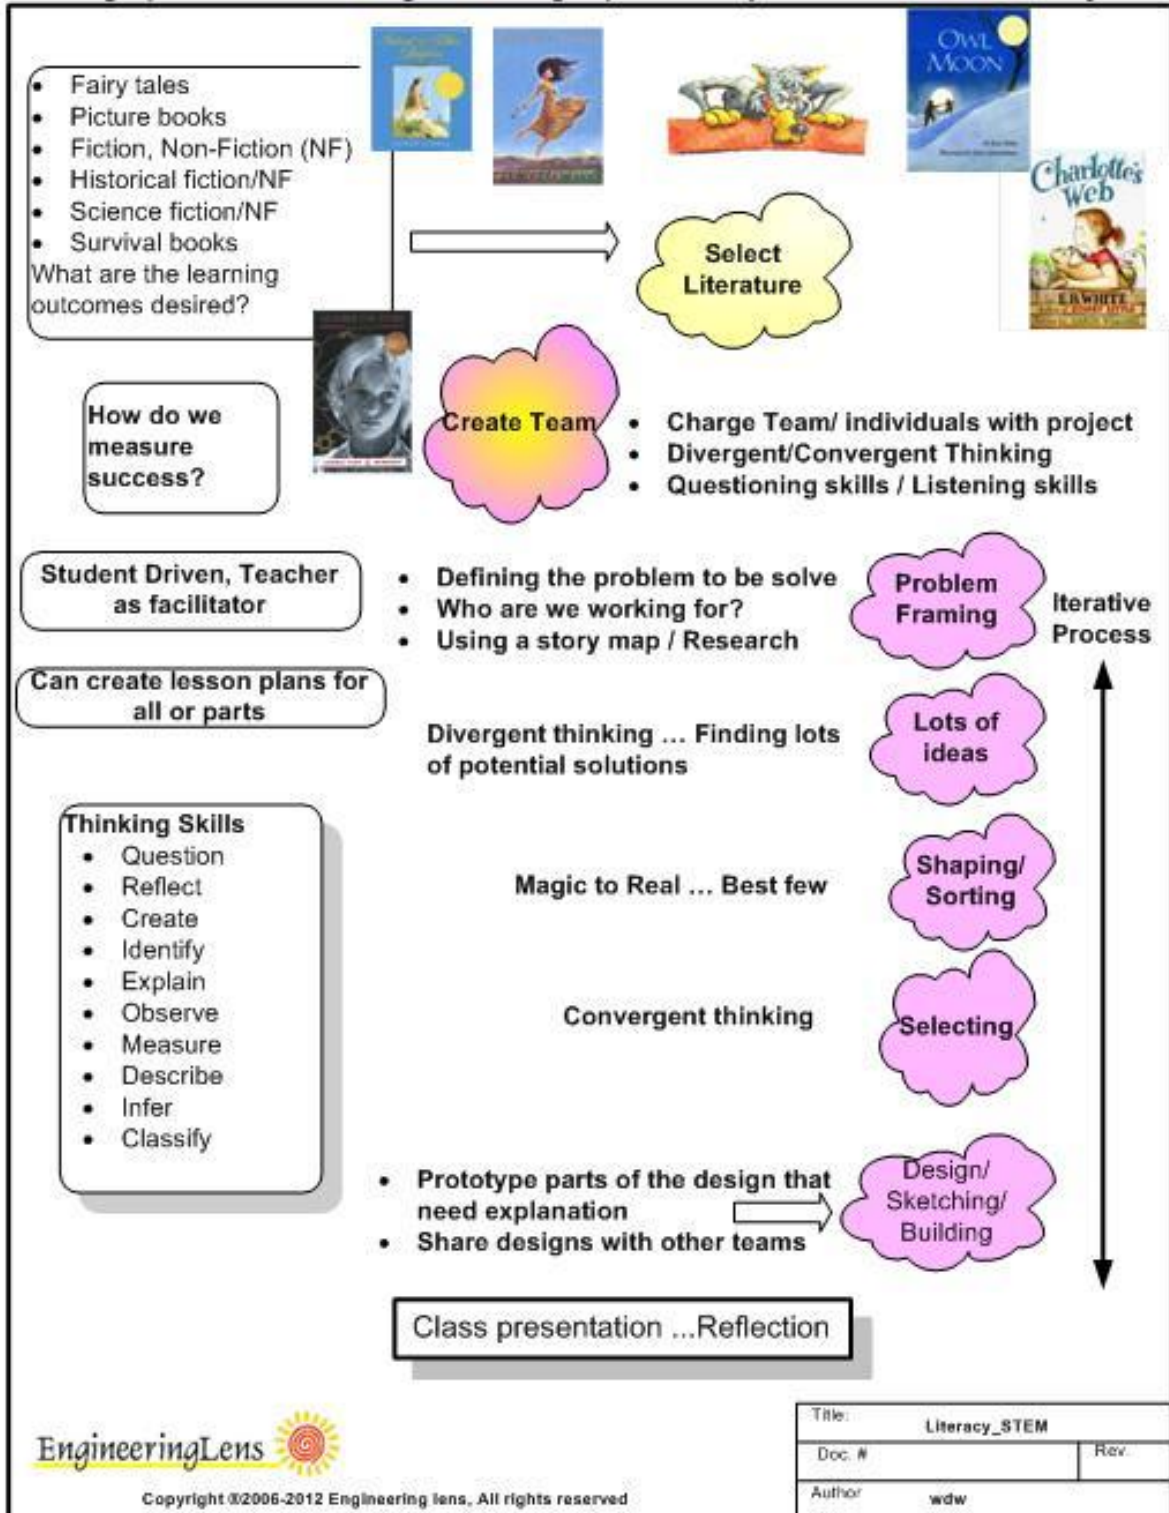 • Fairy tales
• Picture books
• Fiction, Non-Fiction (NF)
• Historical fiction/NF
• Science fiction/NF
• Survival books
What are the learning
outcomes desired?
OWL
MOON
Charlotte's
Web
E.B. WHITE
Select
Literature
How do we
measure
success?
Create Team
• Charge Team/ individuals with project
• Divergent/Convergent Thinking
• Questioning skills / Listening skills
Student Driven, Teacher
as facilitator
• Defining the problem to be solve
• Who are we working for?
• Using a story map / Research
Problem
Framing
Iterative
Process
Can create lesson plans for
all or parts
Divergent thinking ... Finding lots
of potential solutions
Lots of
ideas
Thinking Skills
• Question
• Reflect
• Create
• Identify
• Explain
• Observe
• Measure
• Describe
• Infer
• Classify
Magic to Real ... Best few
Shaping/
Sorting
Convergent thinking
Selecting
• Prototype parts of the design that
need explanation
• Share designs with other teams
Design/
Sketching/
Building
Class presentation ...Reflection
EngineeringLens
Copyright ®2006-2012 Engineering lens, All rights reserved
Title: Literacy_STEM
Doc. # Rev.
Author wdw